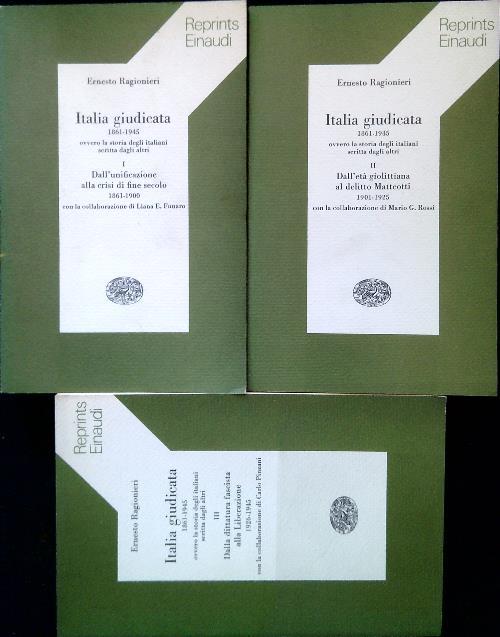 Reprints
Einaudi
Ernesto Ragionieri
Italia giudicata
1861-1945
ovvero la storia degli italiani
scritta dagli altri
I
Dall'unificazione
alla crisi di fine secolo
1861-1900
con la collaborazione di Liana E. Funaro
Reprints
Einaudi
Ernesto Ragionieri
Italia giudicata
1861-1945
ovvero la storia degli italiani
scritta dagli altri
II
Dall'età giolittiana
al delitto Matteotti
1901-1925
con la collaborazione di Mario G. Rossi
Reprints
Einaudi
Ernesto Ragionieri
Italia giudicata
1861-1945
ovvero la storia degli italiani
scritta dagli altri
III
Dalla dittatura fascista
alla Liberazione
1926-1945
con la collaborazione di Carlo Pinzani